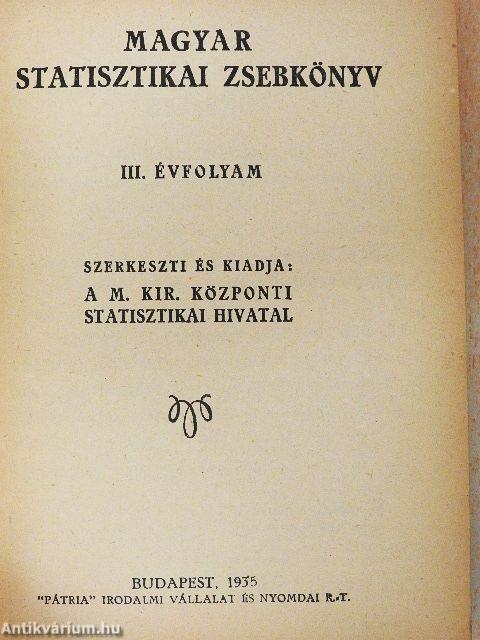 MAGYAR
STATISZTIKAI ZSEBKÖNYV
III. ÉVFOLYAM
SZERKESZTI ÉS KIADJA:
A M. KIR. KÖZPONTI
STATISZTIKAI HIVATAL
BUDAPEST, 1935
"PÁTRIA" IRODALMI VÁLLALAT ÉS NYOMDAI R.-T.
Antikvárium.hu